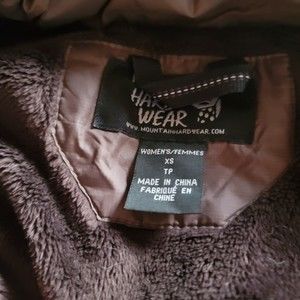 HARD
WEAR
WWW.MOUNTAINHARDWEAR.COM
WOMEN'S/FEMMES
XS
TP
MADE IN CHINA
FABRIQUÉ EN
CHINE